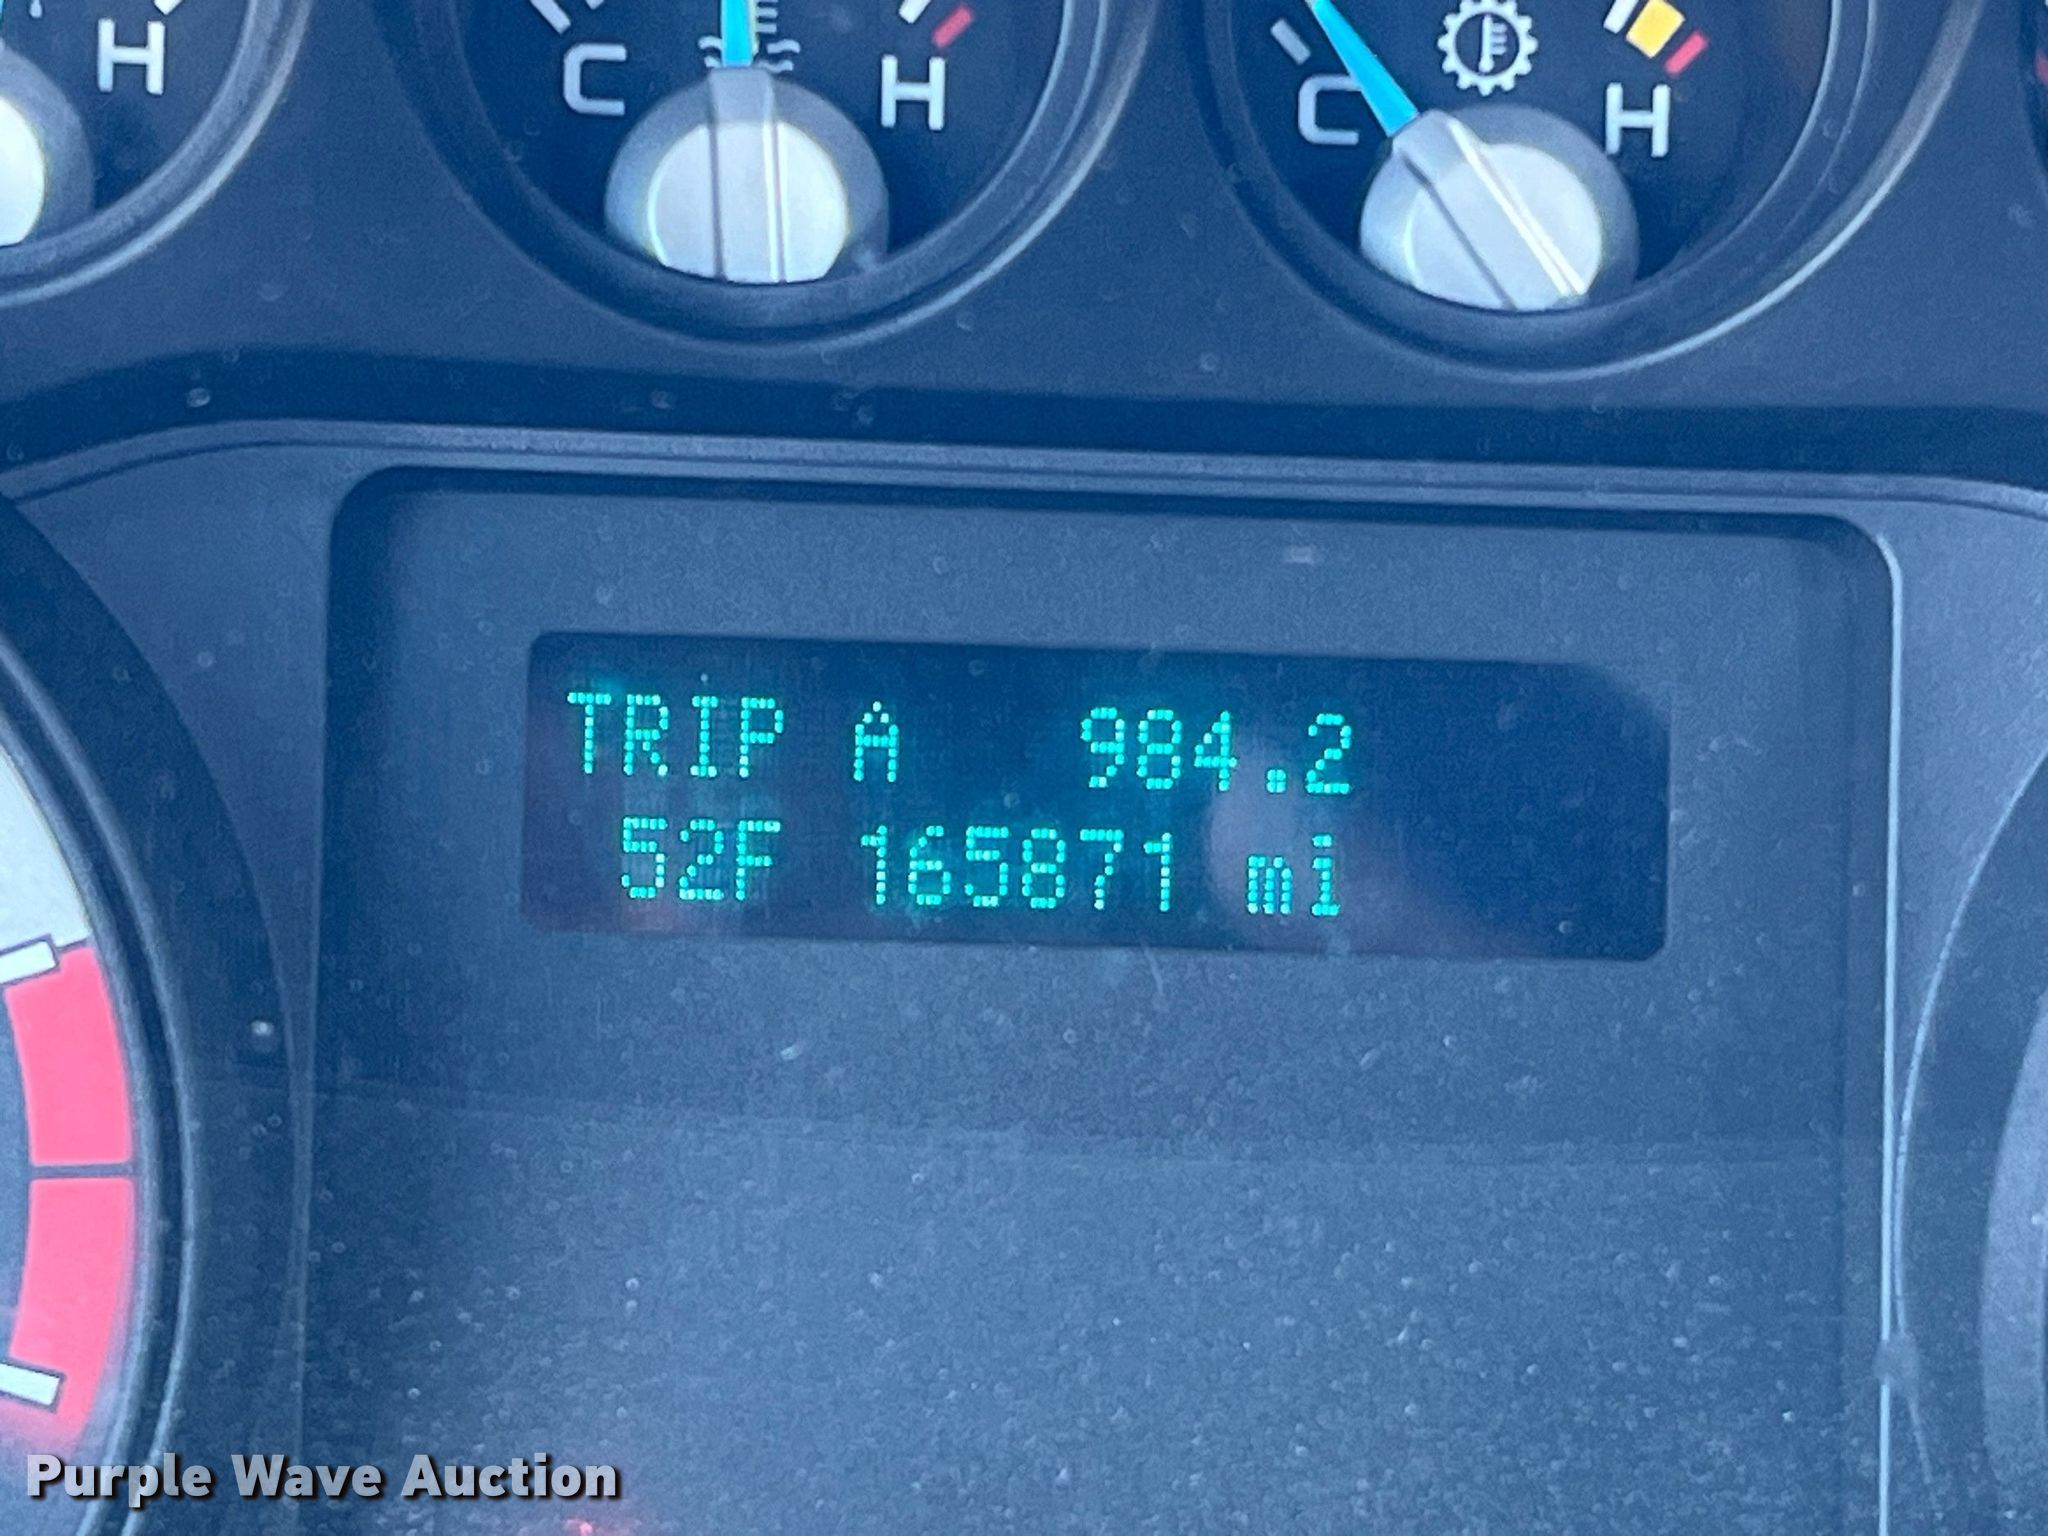 H
C H
C H
TRIP A 984.2
52F 165871 mi
Purple Wave Auction